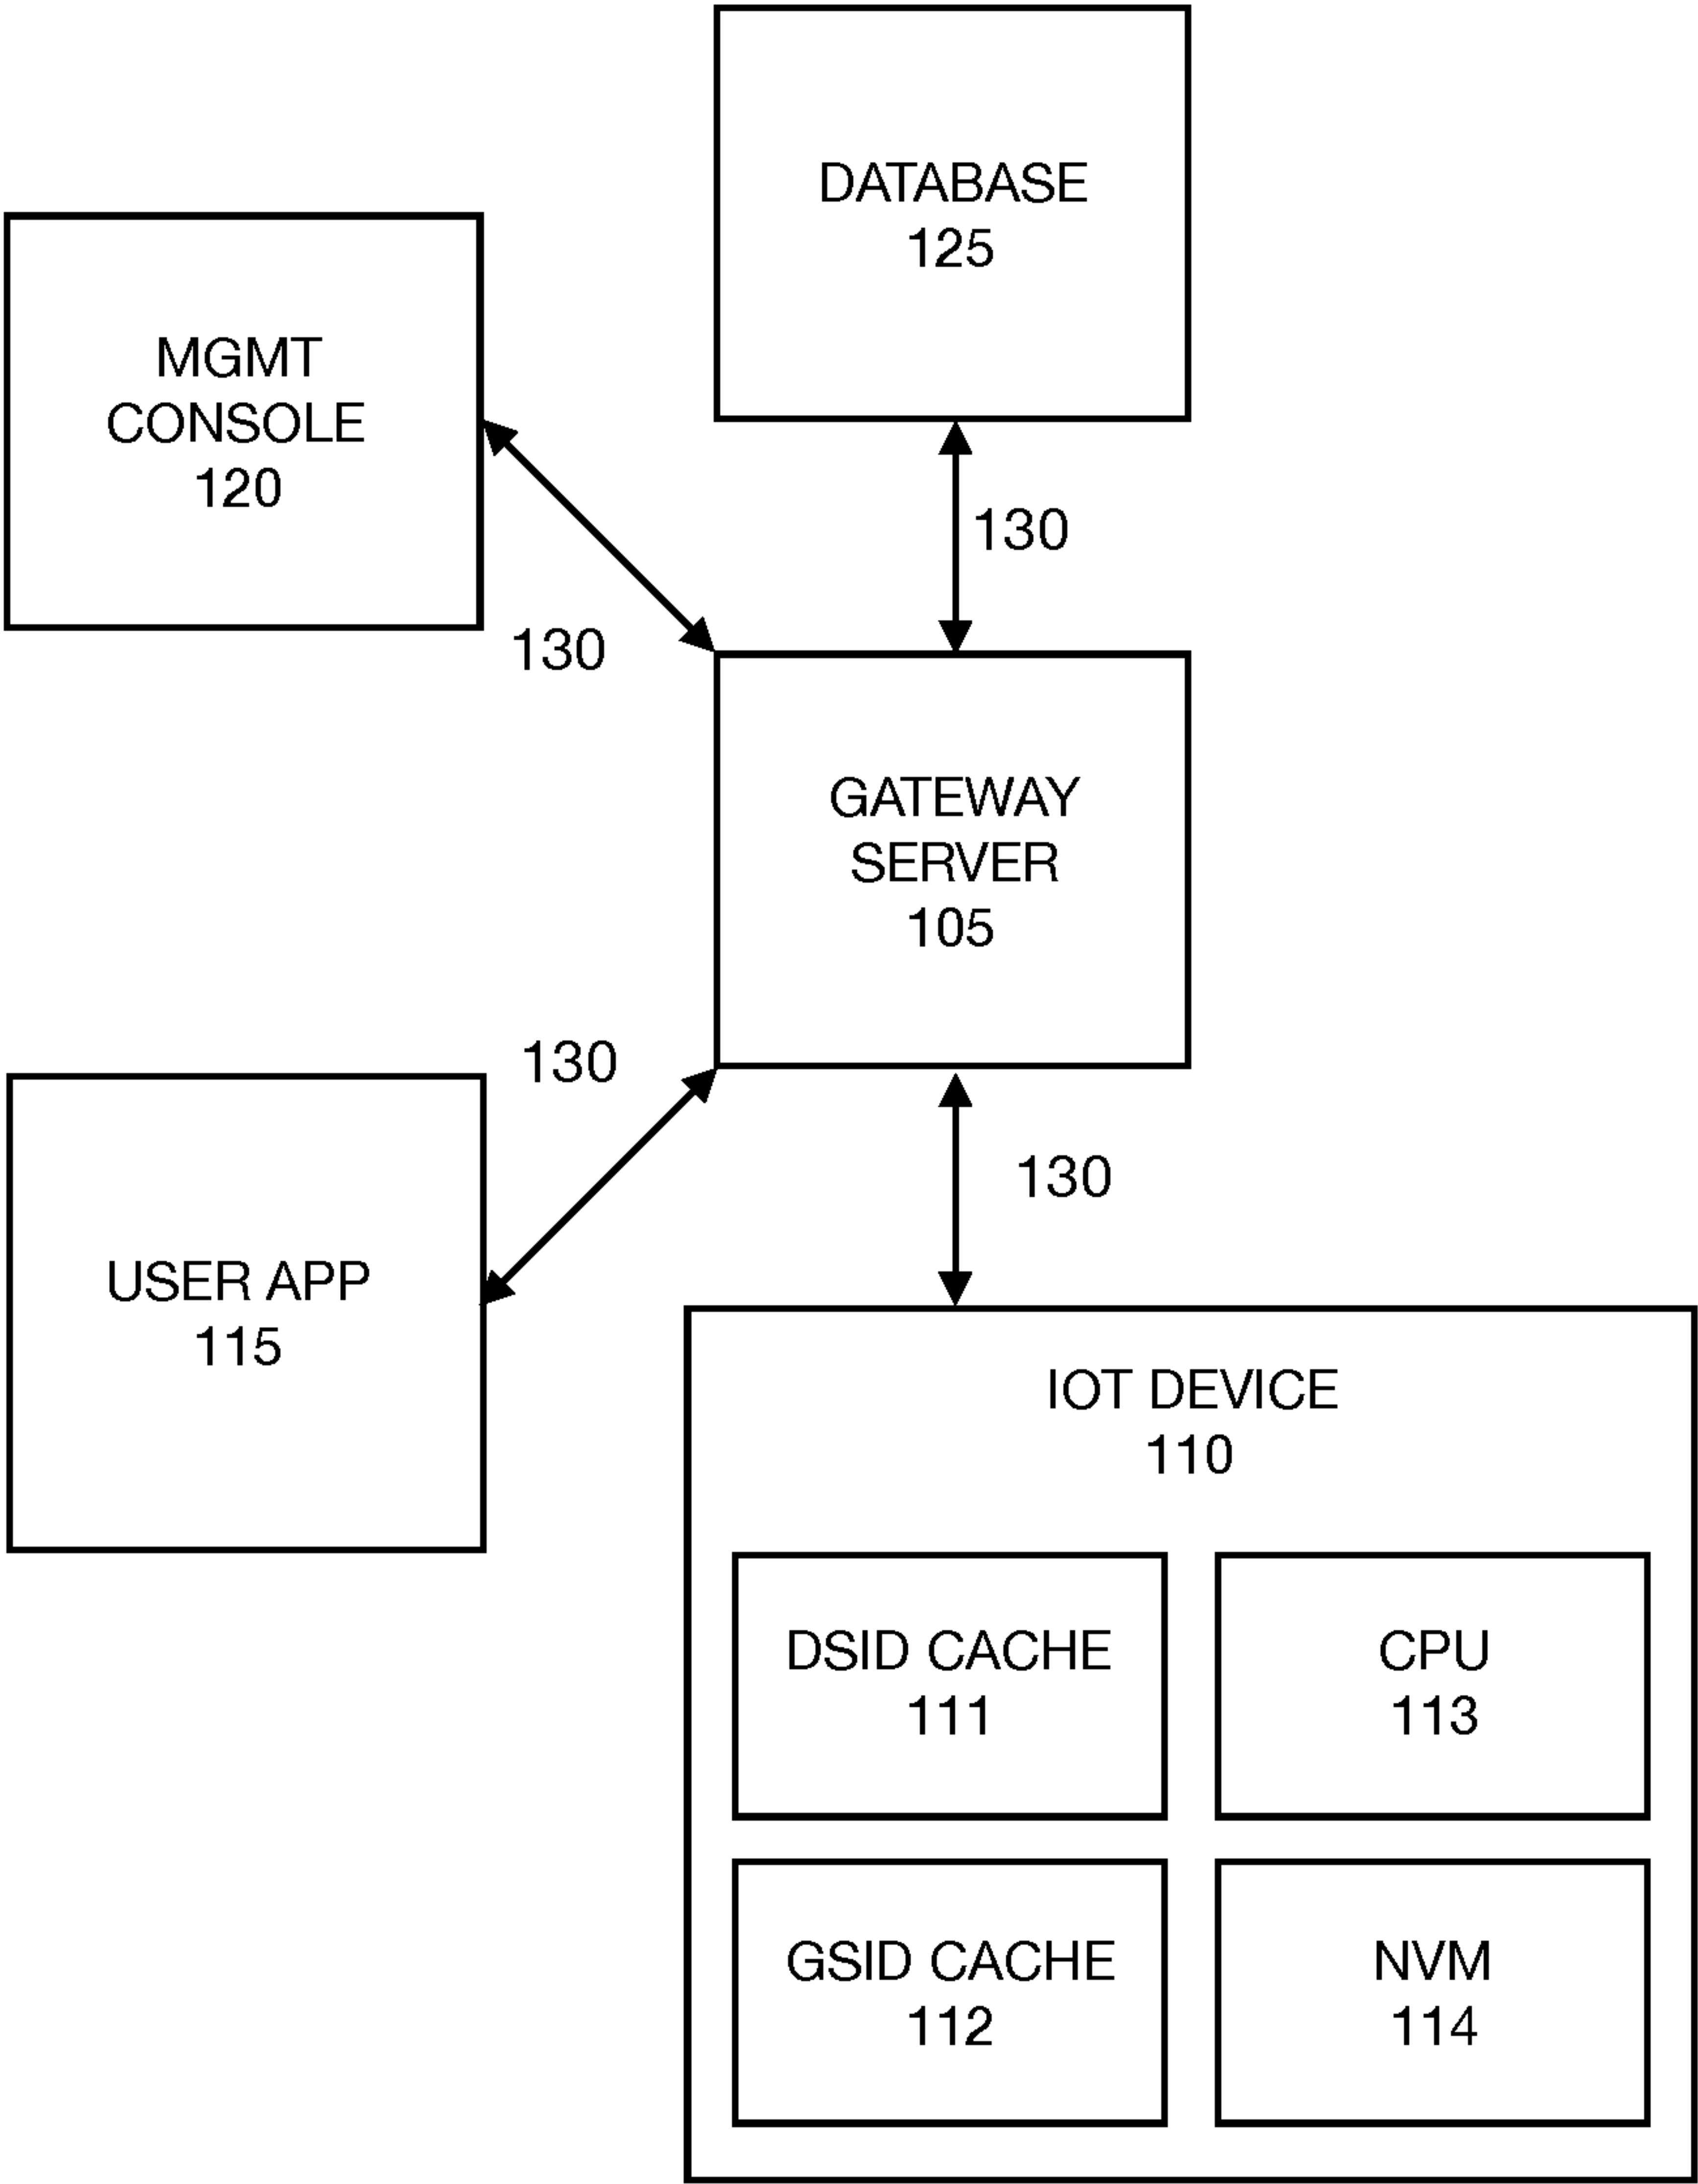 DATABASE
125
MGMT
CONSOLE
120
130
130
GATEWAY
SERVER
105
130
130
USER APP
115
IOT DEVICE
110
DSID CACHE
111
CPU
113
GSID CACHE
112
NVM
114